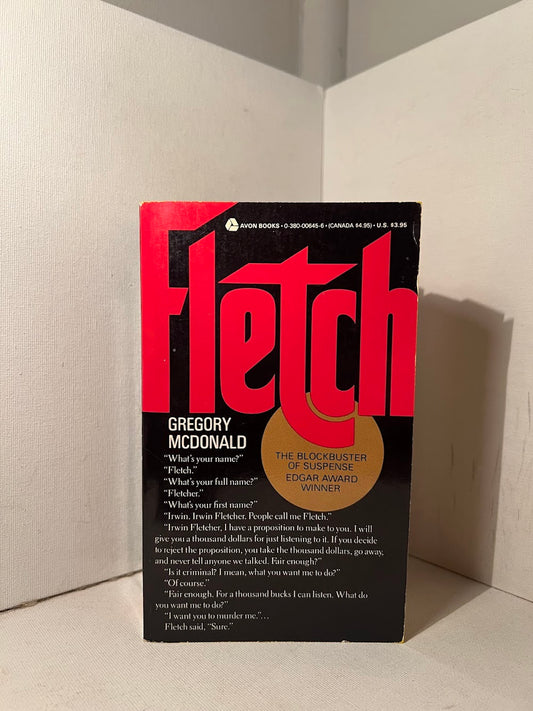 AVON BOOKS • 0-380-00645-6 • (CANADA $4.95) • U.S. $3.95
Fletch
GREGORY
MCDONALD
THE BLOCKBUSTER
OF SUSPENSE
EDGAR AWARD
WINNER
“What’s your name?”
“Fletch.”
“What’s your full name?”
“Fletcher.”
“What’s your first name?”
“Irwin. Irwin Fletcher. People call me Fletch.”
“Irwin Fletcher, I have a proposition to make to you. I will
give you a thousand dollars for just listening to it. If you decide
to reject the proposition, you take the thousand dollars, go away,
and never tell anyone we talked. Fair enough?”
“Is it criminal? I mean, what you want me to do?”
“Of course.”
“Fair enough. For a thousand bucks I can listen. What do
you want me to do?”
“I want you to murder me.”...
Fletch said, “Sure.”